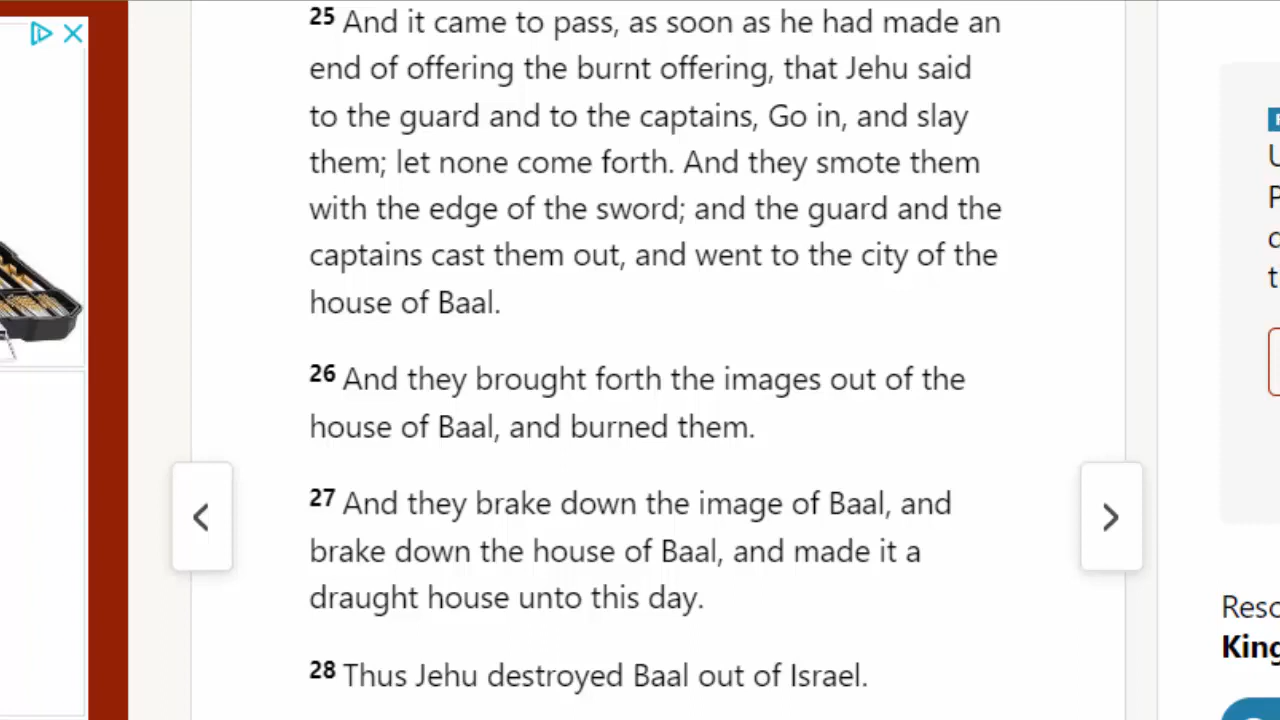 25 And it came to pass, as soon as he had made an
end of offering the burnt offering, that Jehu said
to the guard and to the captains, Go in, and slay
them; let none come forth. And they smote them
with the edge of the sword; and the guard and the
captains cast them out, and went to the city of the
house of Baal.
26 And they brought forth the images out of the
house of Baal, and burned them.
27 And they brake down the image of Baal, and
brake down the house of Baal, and made it a
draught house unto this day.
28 Thus Jehu destroyed Baal out of Israel.